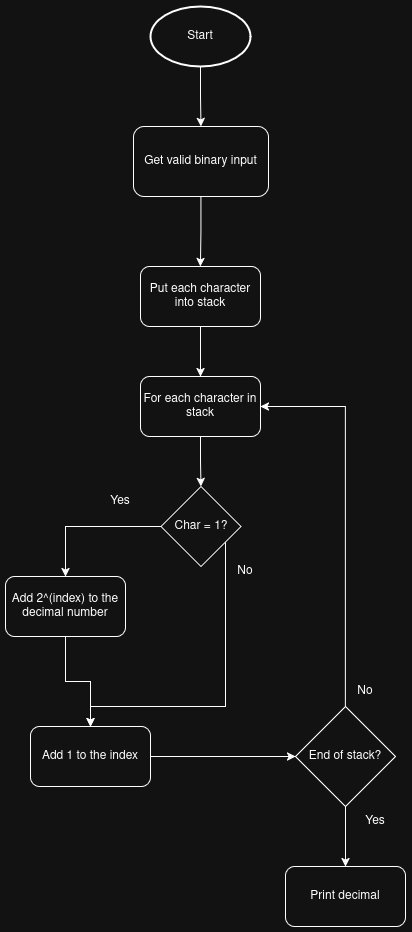 Start
Get valid binary input
Put each character
into stack
For each character in
stack
Yes
Char = 1?
No
Add 2^(index) to the
decimal number
No
Add 1 to the index
End of stack?
Yes
Print decimal